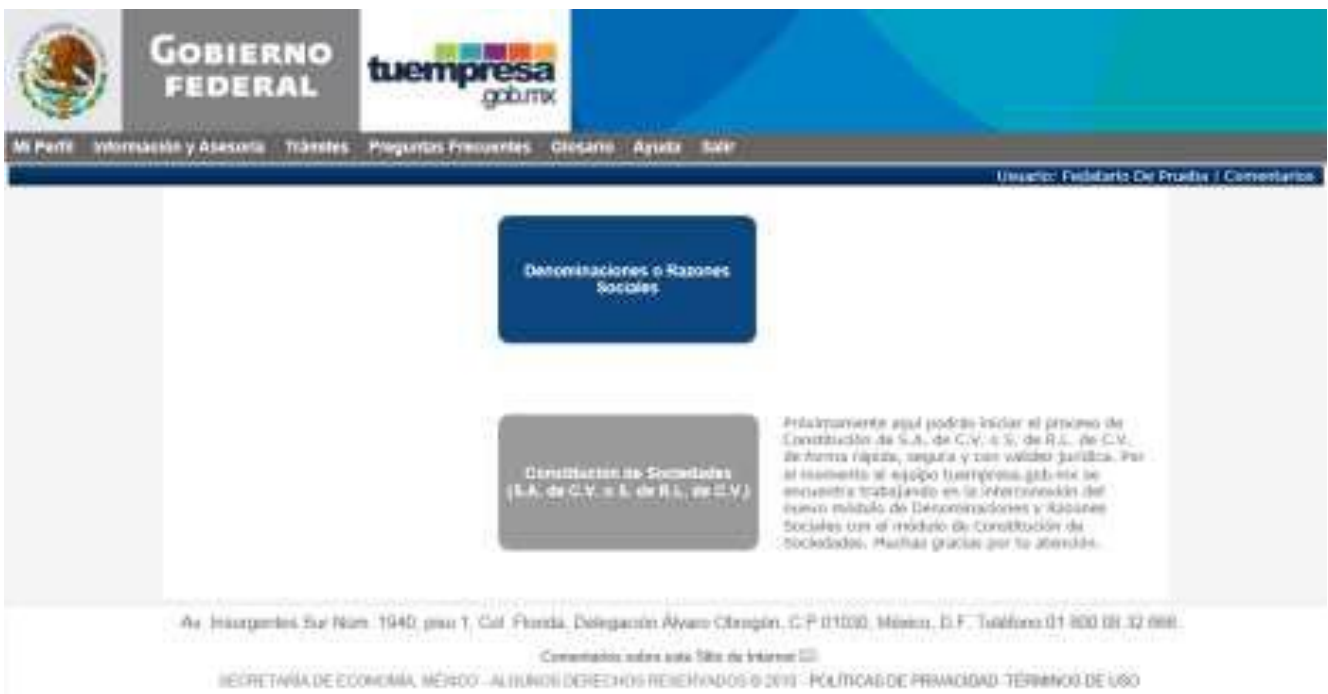 GOBIERNO
FEDERAL
tuempresa
.gob.mx
Mi Perfil Información y Asesoría Trámites Preguntas Frecuentes Glosario Ayuda Salir
Usuario: Fedatario De Prueba | Comentarios
Denominaciones o Razones
Sociales
Constitución de Sociedades
(S.A. de C.V. o S. de R.L. de C.V.)
Próximamente aquí podrás iniciar el proceso de
Constitución de S.A. de C.V. o S. de R.L. de C.V.
de forma rápida, segura y con validez jurídica. Por
el momento el equipo tuempresa.gob.mx se
encuentra trabajando en la interconexión del
nuevo módulo de Denominaciones y Razones
Sociales con el módulo de Constitución de
Sociedades. Muchas gracias por tu atención.
Av. Insurgentes Sur Núm. 1940, piso 1, Col. Florida, Delegación Álvaro Obregón, C.P. 01030, México, D.F. Teléfono 01 800 08 32
Comentarios sobre este Sitio de Internet
SECRETARÍA DE ECONOMÍA, MÉXICO - ALGUNOS DERECHOS RESERVADOS © 2010 - POLÍTICAS DE PRIVACIDAD TÉRMINOS DE USO